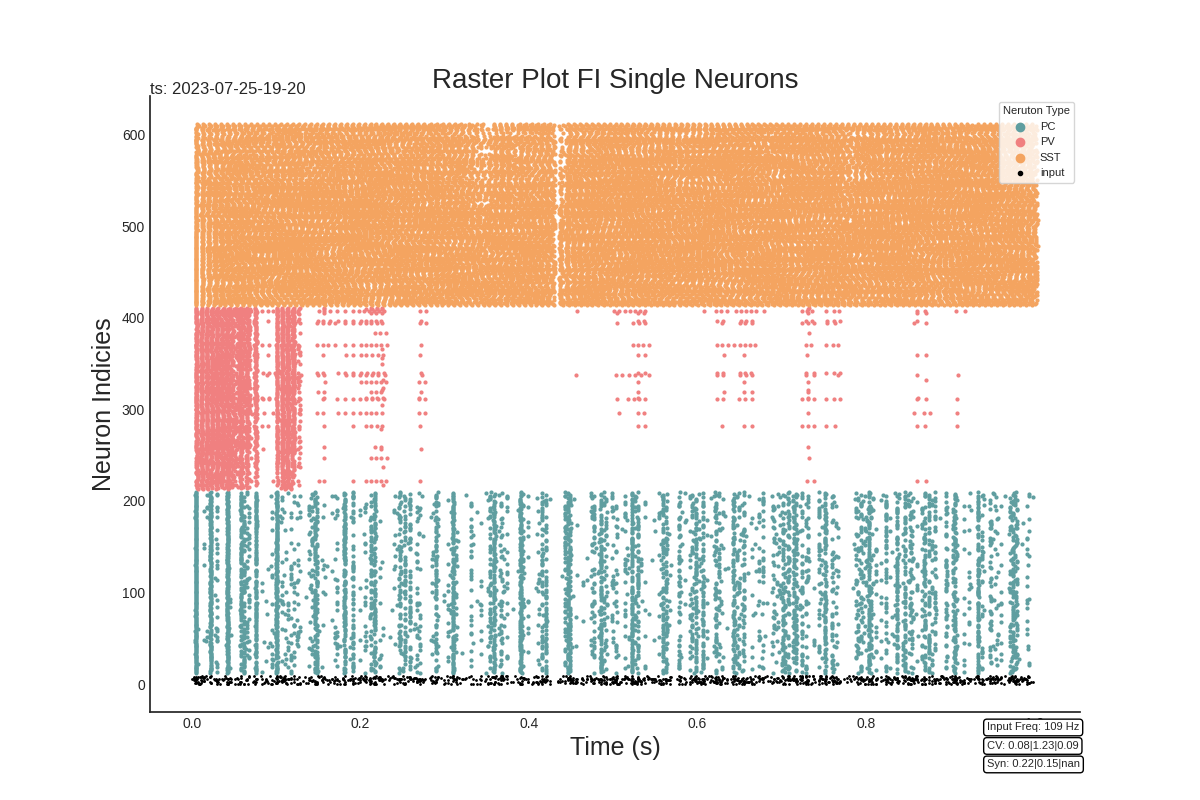 Raster Plot FI Single Neurons
ts: 2023-07-25-19-20
Neruton Type
PC
PV
SST
input
600
500
400
300
200
100
0
Neuron Indicies
0.0 0.2 0.4 0.6 0.8
Time (s)
Input Freq: 109 Hz
CV: 0.08|1.23|0.09
Syn: 0.22|0.15|nan